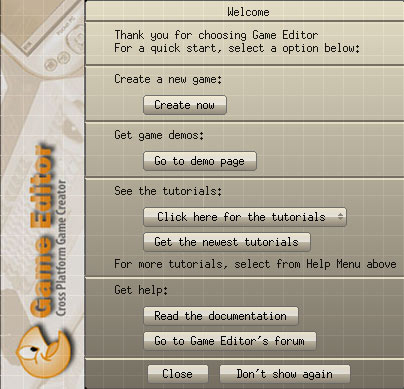 Welcome
Thank you for choosing Game Editor
For a quick start, select a option below:
Create a new game:
Create now
Get game demos:
Go to demo page
See the tutorials:
Click here for the tutorials
Get the newest tutorials
For more tutorials, select from Help Menu above
Get help:
Read the documentation
Go to Game Editor's forum
Close
Don't show again
Game Editor
Cross Platform Game Creator
Pocket PC